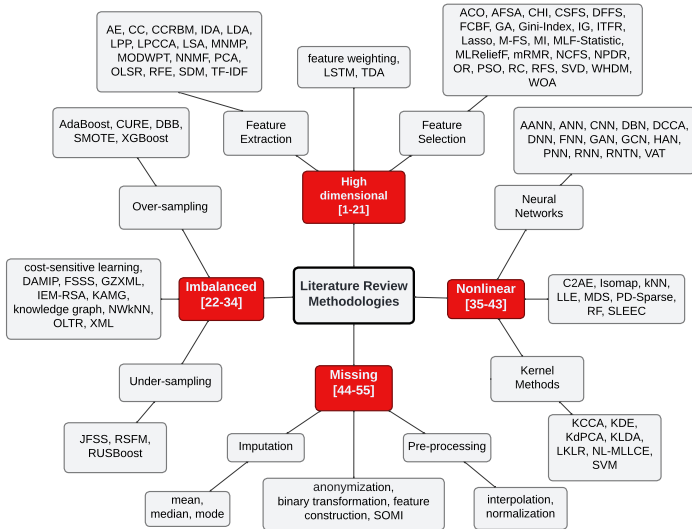 AE, CC, CCRBM, IDA, LDA,
LPP, LPCCA, LSA, MNMP,
MODWPT, NNMF, PCA,
OLSR, RFE, SDM, TF-IDF
feature weighting,
LSTM, TDA
ACO, AFSA, CHI, CSFS, DFFS,
FCBF, GA, Gini-Index, IG, ITFR,
Lasso, M-FS, MI, MLF-Statistic,
MLReliefF, mRMR, NCFS, NPDR,
OR, PSO, RC, RFS, SVD, WHDM,
WOA
AdaBoost, CURE, DBB,
SMOTE, XGBoost
Feature
Extraction
Feature
Selection
AANN, ANN, CNN, DBN, DCCA,
DNN, FNN, GAN, GCN, HAN,
PNN, RNN, RNTN, VAT
High
dimensional
[1-21]
Over-sampling
Neural
Networks
cost-sensitive learning,
DAMIP, FSSS, GZXML,
IEM-RSA, KAMG,
knowledge graph, NWkNN,
OLTR, XML
Imbalanced
[22-34]
Literature Review
Methodologies
Nonlinear
[35-43]
C2AE, Isomap, kNN,
LLE, MDS, PD-Sparse,
RF, SLEEC
Under-sampling
Missing
[44-55]
Kernel
Methods
JFSS, RSFM,
RUSBoost
Imputation
Pre-processing
KCCA, KDE,
KdPCA, KLDA,
LKLR, NL-MLLCE,
SVM
mean,
median, mode
anonymization,
binary transformation, feature
construction, SOMI
interpolation,
normalization